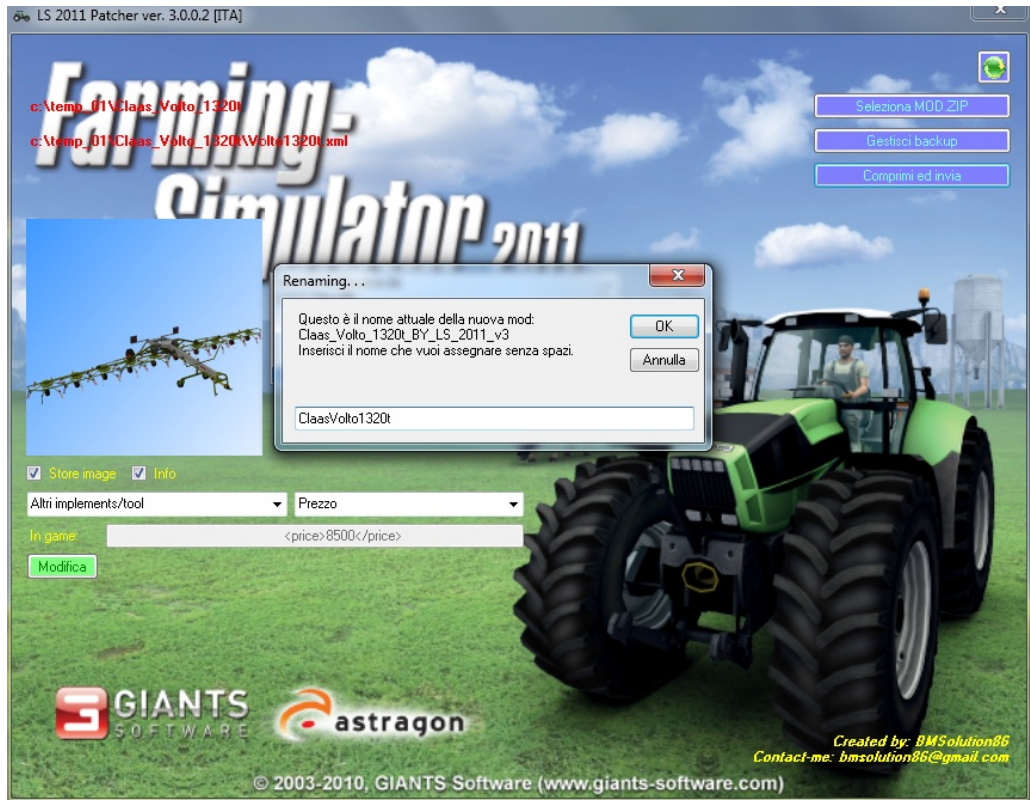 LS 2011 Patcher ver. 3.0.0.2 [ITA]
Farming-
Simulator 2011
c:\temp_01\Claas_Volto_1320t
c:\temp_01\Claas_Volto_1320t\Volto1320t.xml
Seleziona MOD.ZIP
Gestisci backup
Comprimi ed invia
Renaming. . .
Questo è il nome attuale della nuova mod:
Claas_Volto_1320t_BY_LS_2011_v3
Inserisci il nome che vuoi assegnare senza spazi.
OK
Annulla
ClaasVolto1320t
Store image
Info
Altri implements/tool
Prezzo
In game:
<price>8500</price>
Modifica
GIANTS
SOFTWARE
astragon
Created by: BMSolution86
Contact-me: bmsolution86@gmail.com
© 2003-2010, GIANTS Software (www.giants-software.com)